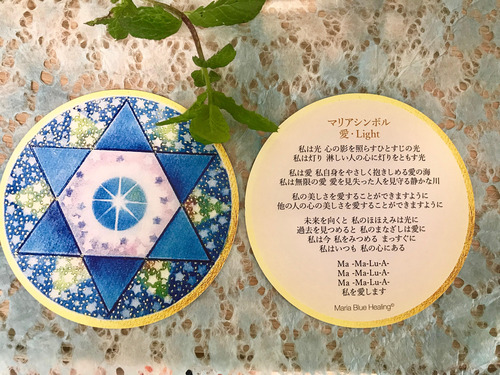 マリアシンボル
愛・Light
私は光 心の影を照らすひとすじの光
私は灯り 淋しい人の心に灯りをともす光
私は愛 私自身をやさしく抱きしめる愛の海
私は無限の愛 愛を見失った人を見守る静かな川
私の美しさを愛することができますように
他の人の心の美しさを愛することができますように
未来を向くと 私のほほえみは光に
過去を見つめると 私のまなざしは愛に
私は今 私をみつめる まっすぐに
私はいつも 私の心にある
Ma -Ma-Lu-A-
Ma -Ma-Lu-A-
Ma -Ma-Lu-A-
私を愛します
Maria Blue Healing®